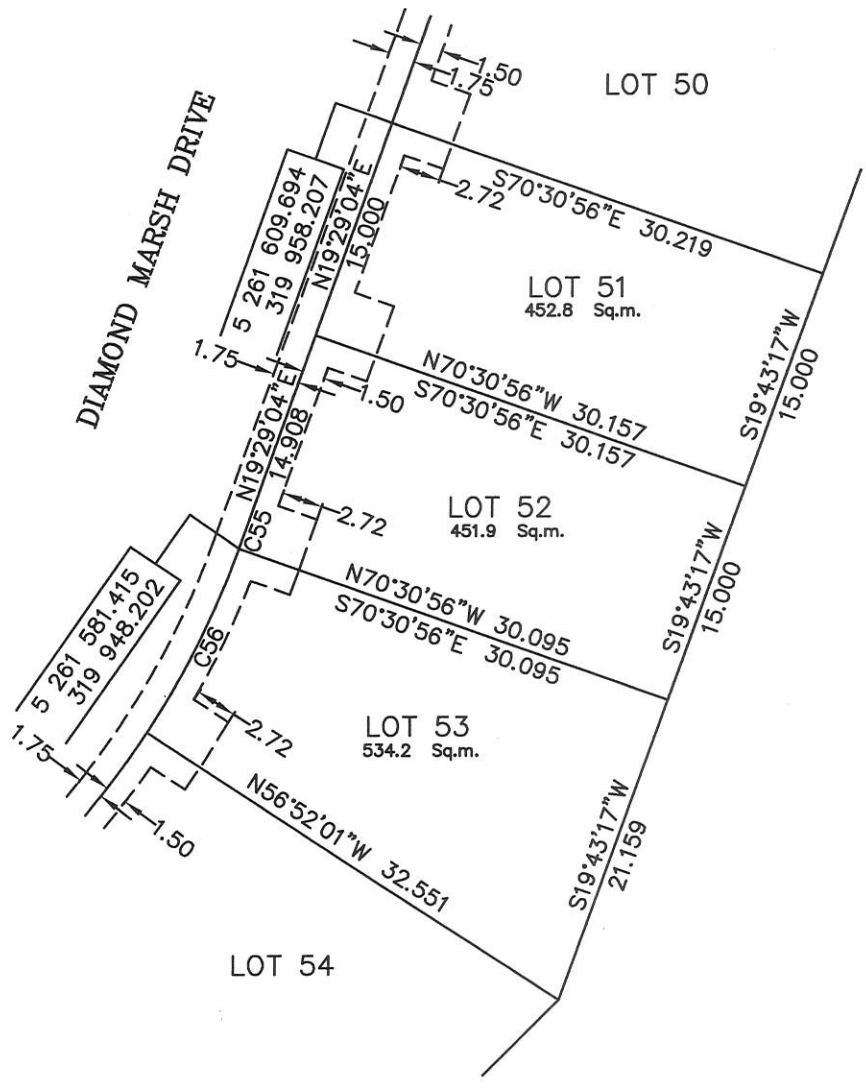 1.50
1.75
LOT 50
DIAMOND MARSH DRIVE
5 261 609.694
319 958.207
N19°29'04"E
15.000
2.72
S70°30'56"E 30.219
LOT 51
452.8 Sq.m.
S19°43'17"W
15.000
1.75
N70°30'56"W 30.157
S70°30'56"E 30.157
1.50
N19°29'04"E
14.908
C55
2.72
LOT 52
451.9 Sq.m.
S19°43'17"W
15.000
N70°30'56"W 30.095
S70°30'56"E 30.095
5 261 581.415
319 948.202
C56
1.75
2.72
LOT 53
534.2 Sq.m.
S19°43'17"W
21.159
N56°52'01"W 32.551
1.50
LOT 54